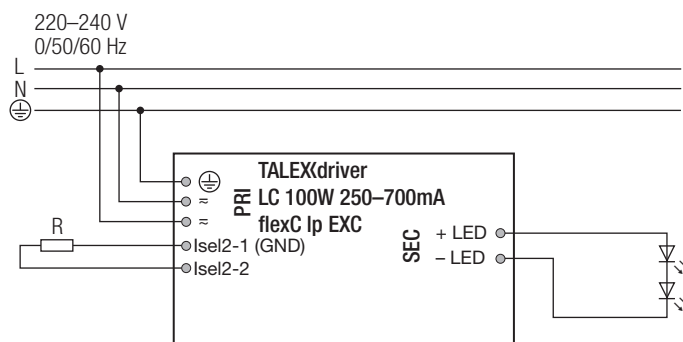 220–240 V
0/50/60 Hz
L
N
TALEXXdriver
PRI
LC 100W 250–700mA
≂
≂
flexC lp EXC
R
Isel2-1 (GND)
Isel2-2
SEC
+ LED
– LED